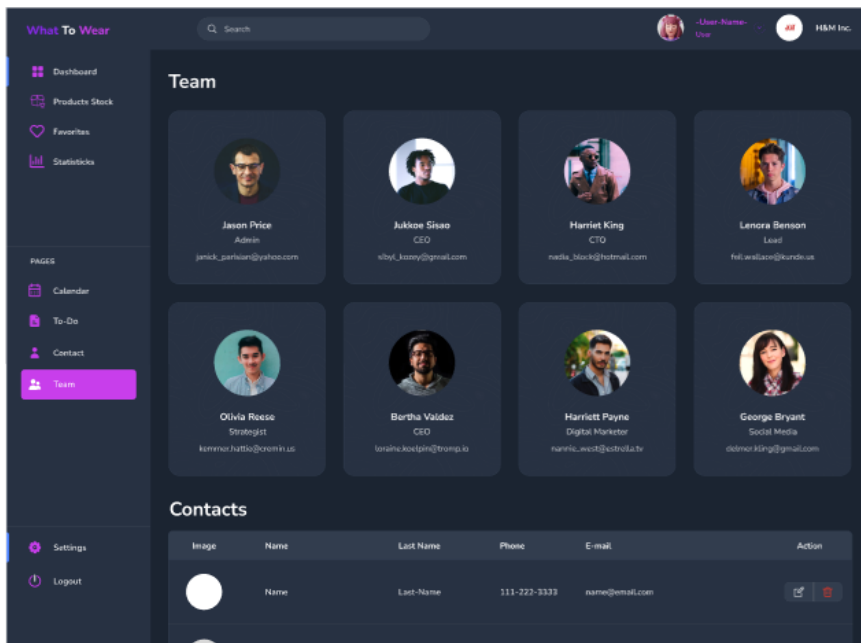 What To Wear
Search
-User-Name-
User
H&M Inc.
Dashboard
Products Stock
Favorites
Statisticks
PAGES
Calendar
To-Do
Contact
Team
Settings
Logout
Team
Jason Price
Admin
janick_parisian@yahoo.com
Jukkoe Sisao
CEO
sibyl_kozey@gmail.com
Harriet King
CTO
nadia_block@hotmail.com
Lenora Benson
Lead
feil.wallace@kunde.us
Olivia Reese
Strategist
kemmer.hattie@cremin.us
Bertha Valdez
CEO
loraine.koelpin@tromp.io
Harriett Payne
Digital Marketer
nannie_west@estrella.tv
George Bryant
Social Media
delmer.kling@gmail.com
Contacts
Image Name Last Name Phone E-mail Action
Name Last-Name 111-222-3333 name@email.com